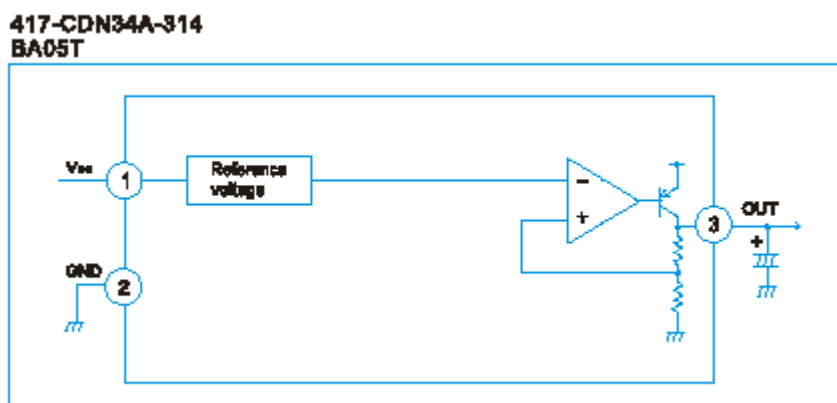 417-CDN34A-314
BA05T
Vcc
1
Reference
voltage
−
+
OUT
3
+
GND
2